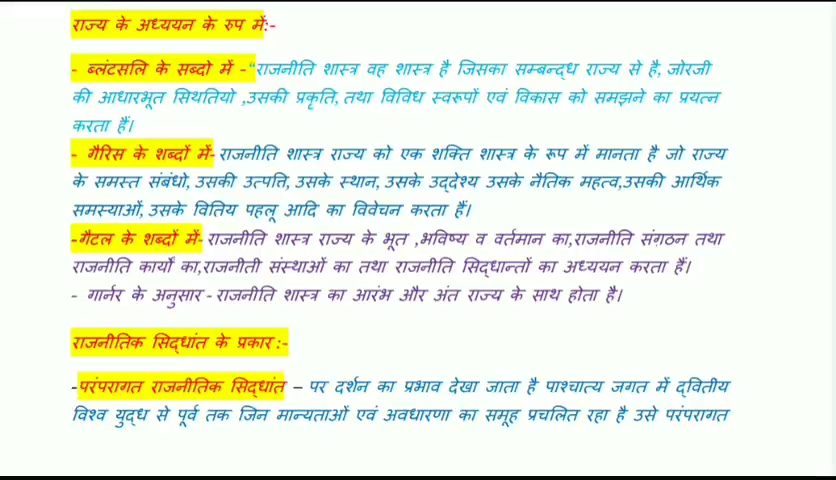 राज्य के अध्ययन के रुप में:-
- ब्लंटसलि के सब्दो में -“राजनीति शास्त्र वह शास्त्र है जिसका सम्बन्द्ध राज्य से है, जोरजी
की आधारभूत सिथतियो ,उसकी प्रकृति, तथा विविध स्वरूपों एवं विकास को समझने का प्रयत्न
करता हैं।
- गैरिस के शब्दों में- राजनीति शास्त्र राज्य को एक शक्ति शास्त्र के रूप में मानता है जो राज्य
के समस्त संबंधो, उसकी उत्पत्ति, उसके स्थान, उसके उद्देश्य उसके नैतिक महत्व,उसकी आर्थिक
समस्याओं, उसके वितिय पहलू आदि का विवेचन करता हैं।
-गैटल के शब्दों में- राजनीति शास्त्र राज्य के भूत ,भविष्य व वर्तमान का,राजनीति संग़ठन तथा
राजनीति कार्यो का,राजनीती संस्थाओं का तथा राजनीति सिद्धान्तों का अध्ययन करता हैं।
- गार्नर के अनुसार - राजनीति शास्त्र का आरंभ और अंत राज्य के साथ होता है।
राजनीतिक सिद्धांत के प्रकार :-
-परंपरागत राजनीतिक सिद्धांत – पर दर्शन का प्रभाव देखा जाता है पाश्चात्य जगत में द्वितीय
विश्व युद्ध से पूर्व तक जिन मान्यताओं एवं अवधारणा का समूह प्रचलित रहा है उसे परंपरागत